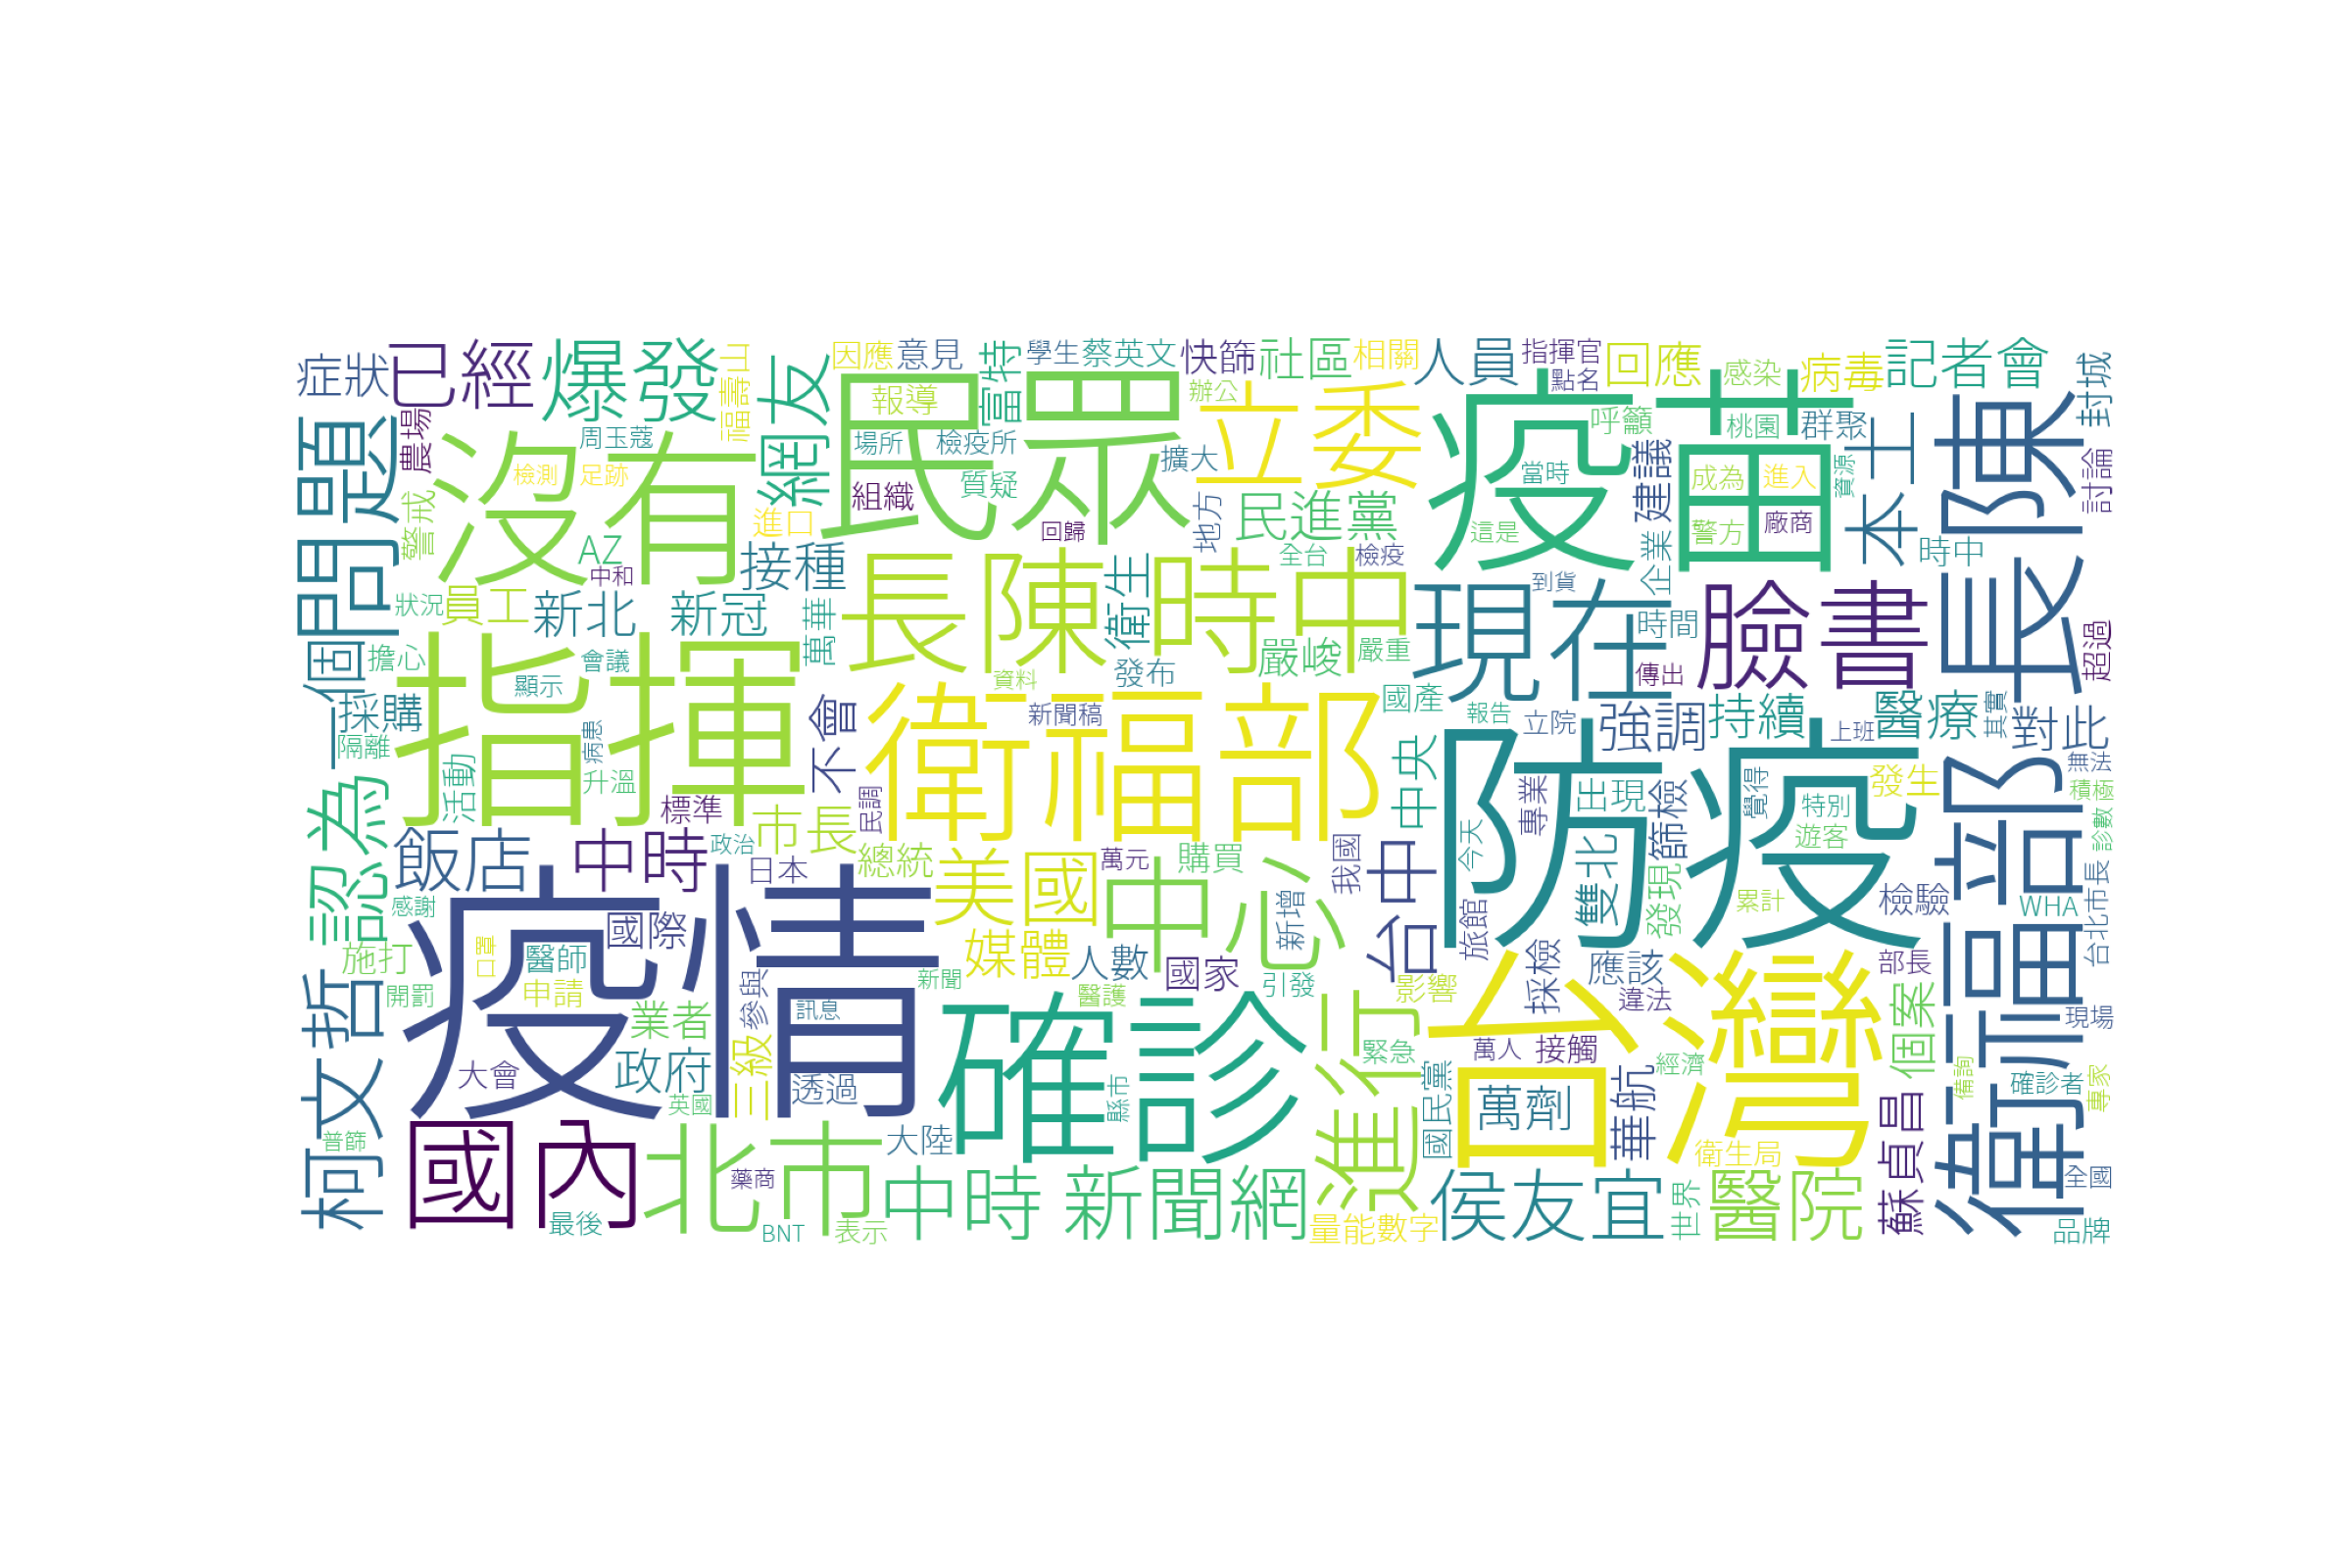 症狀
已經
爆發
福壽山
網友
因應
意見
富特
學生
蔡英文
快篩
社區
相關
人員
指揮官
點名
回應
感染
病毒
記者會
封城
問題
農場
沒有
周玉蔻
檢測
足跡
警戒
AZ
中和
民眾
報導
場所
檢疫所
質疑
組織
進口
回歸
辦公
立委
擴大
地方
民進黨
全台
檢疫
疫苗
當時
這是
呼籲
桃園
群聚
建議
成為
進入
警方
廠商
資源
企業
本土
時中
討論
衛福部長陳
狀況
員工
新北
新冠
接種
萬華
長陳時中
衛生
嚴峻
嚴重
發布
資料
現在
到貨
時間
臉書
傳出
超過
一個
擔心
會議
顯示
採購
隔離
指揮
病患
升溫
活動
標準
不會
民調
市長
衛福部
新聞稿
國產
報告
立院
強調
持續
醫療
上班
其實
對此
無法
積極
診數
認為
飯店
中時
政治
日本
總統
美國
萬元
購買
中心
我國
中央
台中
防疫
今天
專業
出現
篩檢
覺得
特別
遊客
發生
雙北
發現
累計
檢驗
WHA
台北市長
旅館
感謝
施打
開罰
疫情
國際
口罩
醫師
申請
業者
參與
訊息
新聞
媒體
人數
醫護
國家
新增
引發
影響
採檢
應該
違法
部長
個案
現場
柯文哲
普篩
大會
英國
政府
三級
透過
確診
縣市
緊急
進行
國民黨
台灣
萬人
接觸
萬劑
華航
經濟
衛生局
備詢
確診者
專家
蘇貞昌
全國
國內
最後
北市
藥商
BNT
大陸
表示
中時 新聞網
量能
數字
侯友宜
世界
醫院
品牌